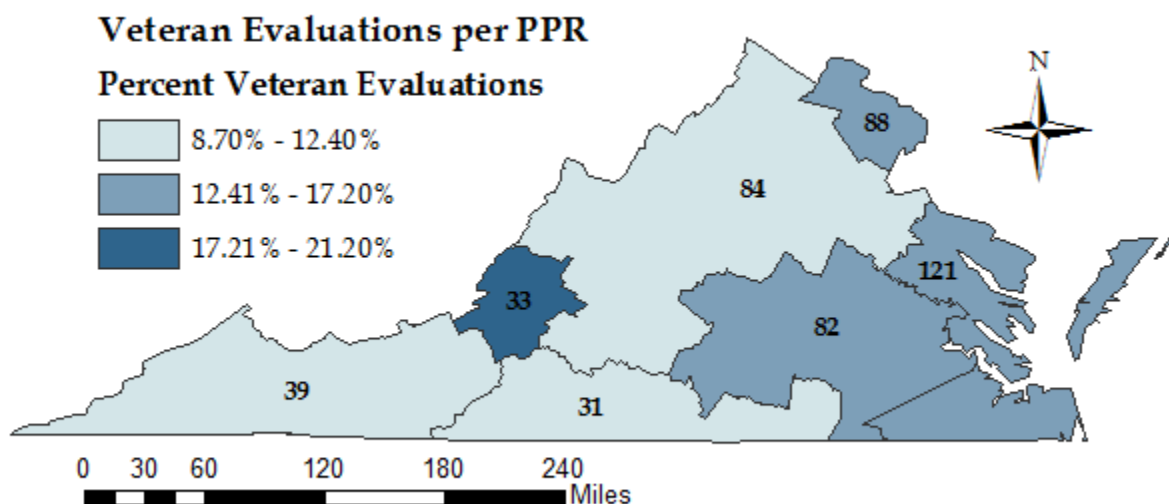 Veteran Evaluations per PPR
Percent Veteran Evaluations
8.70% - 12.40%
12.41% - 17.20%
17.21% - 21.20%
N
88
84
121
33
82
39
31
0 30 60 120 180 240
Miles